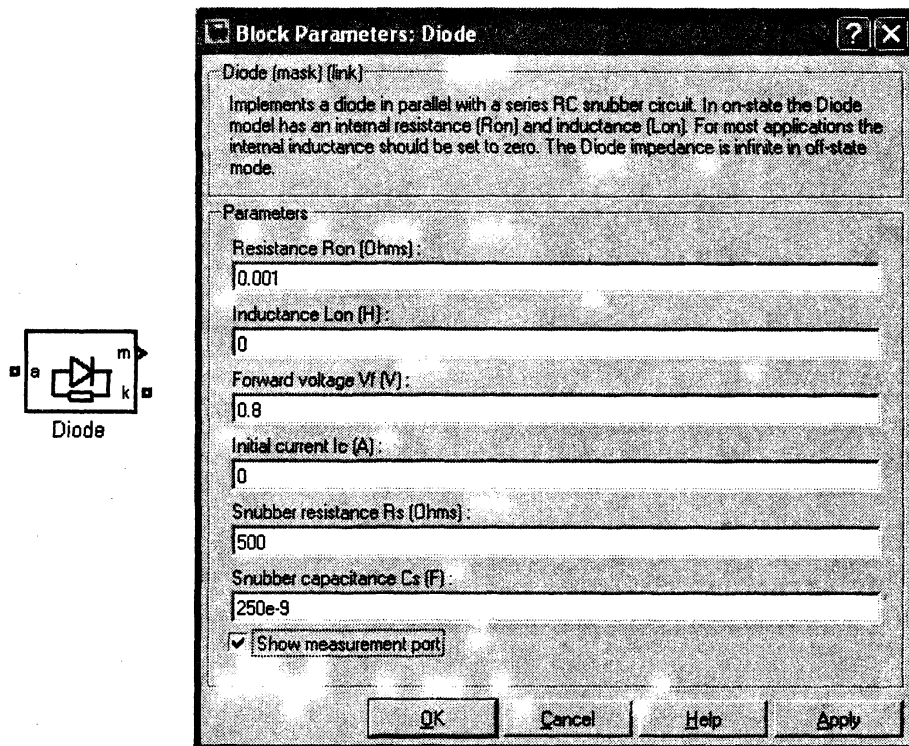 Block Parameters: Diode
Diode (mask) (link)
Implements a diode in parallel with a series RC snubber circuit. In on-state the Diode
model has an internal resistance (Ron) and inductance (Lon). For most applications the
internal inductance should be set to zero. The Diode impedance is infinite in off-state
mode.
Parameters
Resistance Ron (Ohms) :
0.001
Inductance Lon (H) :
0
Forward voltage Vf (V) :
0.8
Initial current Ic (A) :
0
Snubber resistance Rs (Ohms) :
500
Snubber capacitance Cs (F) :
250e-9
Show measurement port
OK Cancel Help Apply
a m
k
Diode